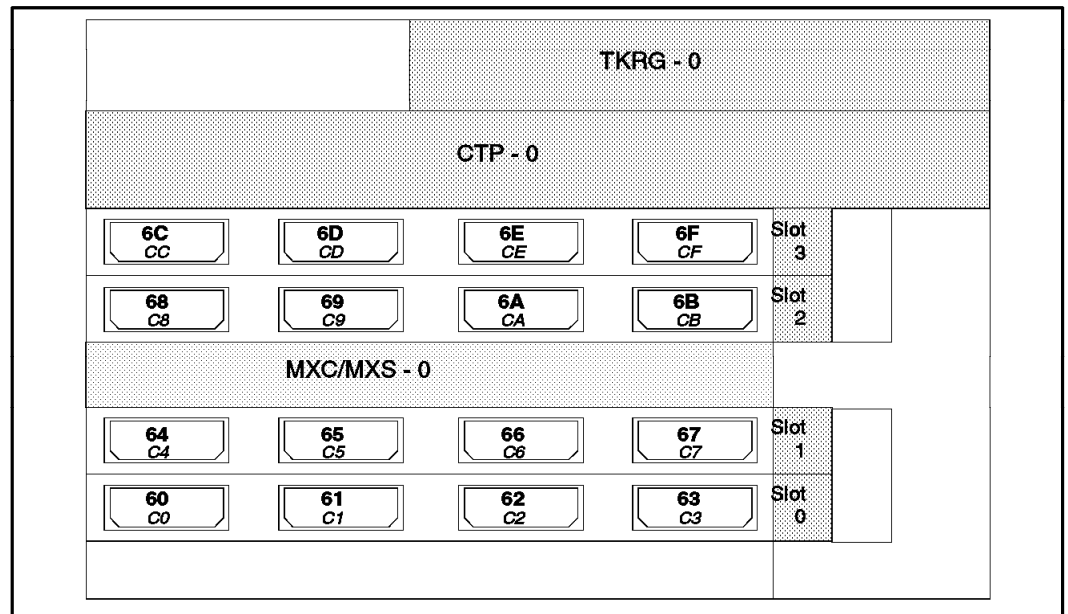 TKRG - 0
CTP - 0
6C 6D 6E 6F Slot
CC CD CE CF 3
68 69 6A 6B Slot
C8 C9 CA CB 2
MXC/MXS - 0
64 65 66 67 Slot
C4 C5 C6 C7 1
60 61 62 63 Slot
C0 C1 C2 C3 0